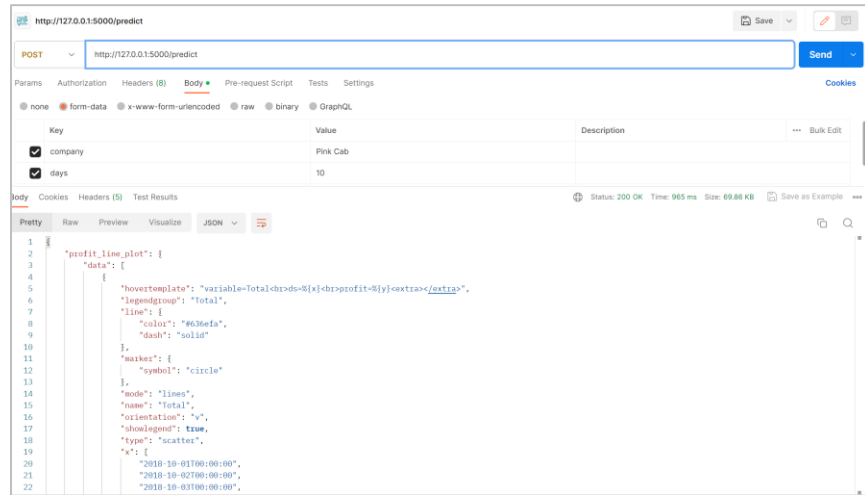 http://127.0.0.1:5000/predict
Save
POST http://127.0.0.1:5000/predict Send
Params Authorization Headers (8) Body Pre-request Script Tests Settings Cookies
none form-data x-www-form-urlencoded raw binary GraphQL
Key Value Description Bulk Edit
company Pink Cab
days 10
Body Cookies Headers (5) Test Results Status: 200 OK Time: 965 ms Size: 69.86 KB Save as Example
Pretty Raw Preview Visualize JSON
1 {
2 "profit_line_plot": {
3 "data": [
4 {
5 "hovertemplate": "variable=Total<br>ds=%{x}<br>profit=%{y}<extra></extra>",
6 "legendgroup": "Total",
7 "line": {
8 "color": "#636efa",
9 "dash": "solid"
10 },
11 "marker": {
12 "symbol": "circle"
13 },
14 "mode": "lines",
15 "name": "Total",
16 "orientation": "v",
17 "showlegend": true,
18 "type": "scatter",
19 "x": [
20 "2018-10-01T00:00:00",
21 "2018-10-02T00:00:00",
22 "2018-10-03T00:00:00",